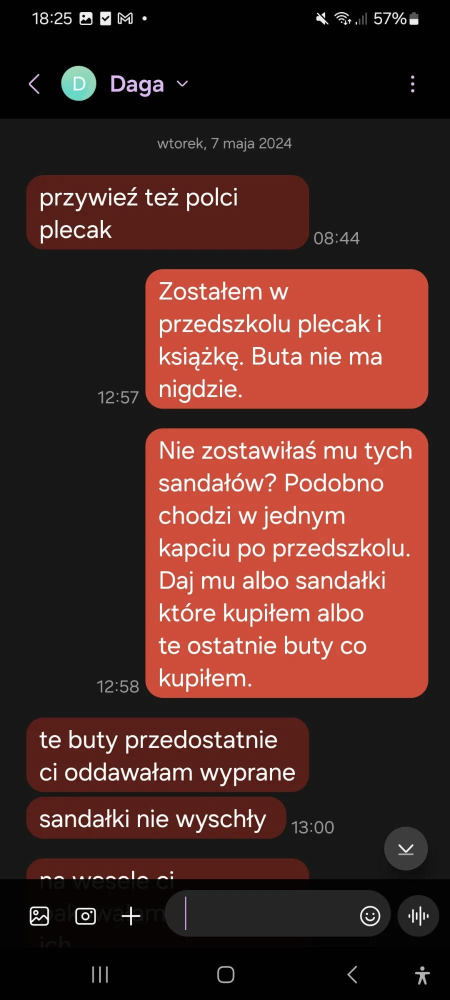 18:25
57%
D
Daga
wtorek, 7 maja 2024
przywieź też polci
plecak
08:44
Zostałem w
przedszkolu plecak i
książkę. Buta nie ma
nigdzie.
12:57
Nie zostawiłaś mu tych
sandałów? Podobno
chodzi w jednym
kapciu po przedszkolu.
Daj mu albo sandałki
które kupiłem albo
te ostatnie buty co
kupiłem.
12:58
te buty przedostatnie
ci oddawałam wyprane
sandałki nie wyschły
13:00
na wesele ci
ich